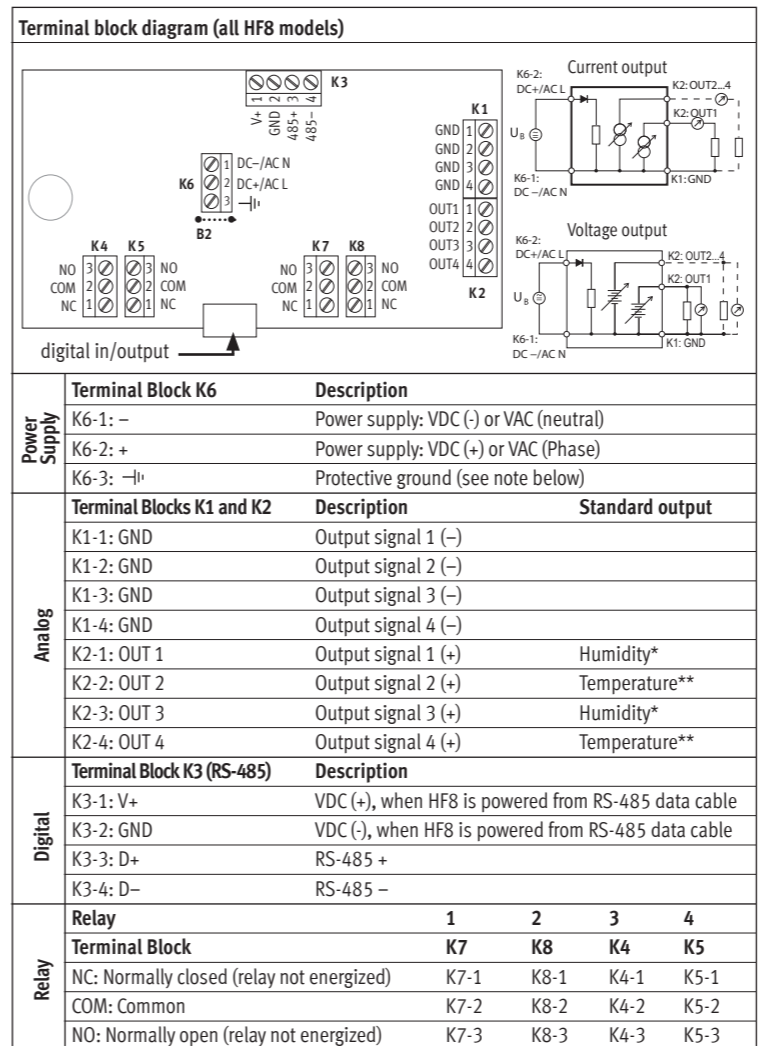 Terminal block diagram (all HF8 models)
K3
1 2 3 4
V+ GND 485+ 485–
K1
GND 1
GND 2
GND 3
GND 4
OUT1 1
OUT2 2
OUT3 3
OUT4 4
K2
K6
1 DC–/AC N
2 DC+/AC L
3
B2
K4 K5
NO 3 3 NO
COM 2 2 COM
NC 1 1 NC
K7 K8
NO 3 3 NO
COM 2 2 COM
NC 1 1 NC
digital in/output
Current output
K6-2:
DC+/AC L
K2: OUT2...4
K2: OUT1
UB
K6-1:
DC –/AC N
K1: GND
Voltage output
K6-2:
DC+/AC L
K2: OUT2...4
K2: OUT1
UB
K6-1:
DC –/AC N
K1: GND
Power Supply
Terminal Block K6 Description
K6-1: – Power supply: VDC (-) or VAC (neutral)
K6-2: + Power supply: VDC (+) or VAC (Phase)
K6-3: Protective ground (see note below)
Analog
Terminal Blocks K1 and K2 Description Standard output
K1-1: GND Output signal 1 (–)
K1-2: GND Output signal 2 (–)
K1-3: GND Output signal 3 (–)
K1-4: GND Output signal 4 (–)
K2-1: OUT 1 Output signal 1 (+) Humidity*
K2-2: OUT 2 Output signal 2 (+) Temperature**
K2-3: OUT 3 Output signal 3 (+) Humidity*
K2-4: OUT 4 Output signal 4 (+) Temperature**
Digital
Terminal Block K3 (RS-485) Description
K3-1: V+ VDC (+), when HF8 is powered from RS-485 data cable
K3-2: GND VDC (-), when HF8 is powered from RS-485 data cable
K3-3: D+ RS-485 +
K3-4: D– RS-485 –
Relay
Relay 1 2 3 4
Terminal Block K7 K8 K4 K5
NC: Normally closed (relay not energized) K7-1 K8-1 K4-1 K5-1
COM: Common K7-2 K8-2 K4-2 K5-2
NO: Normally open (relay not energized) K7-3 K8-3 K4-3 K5-3